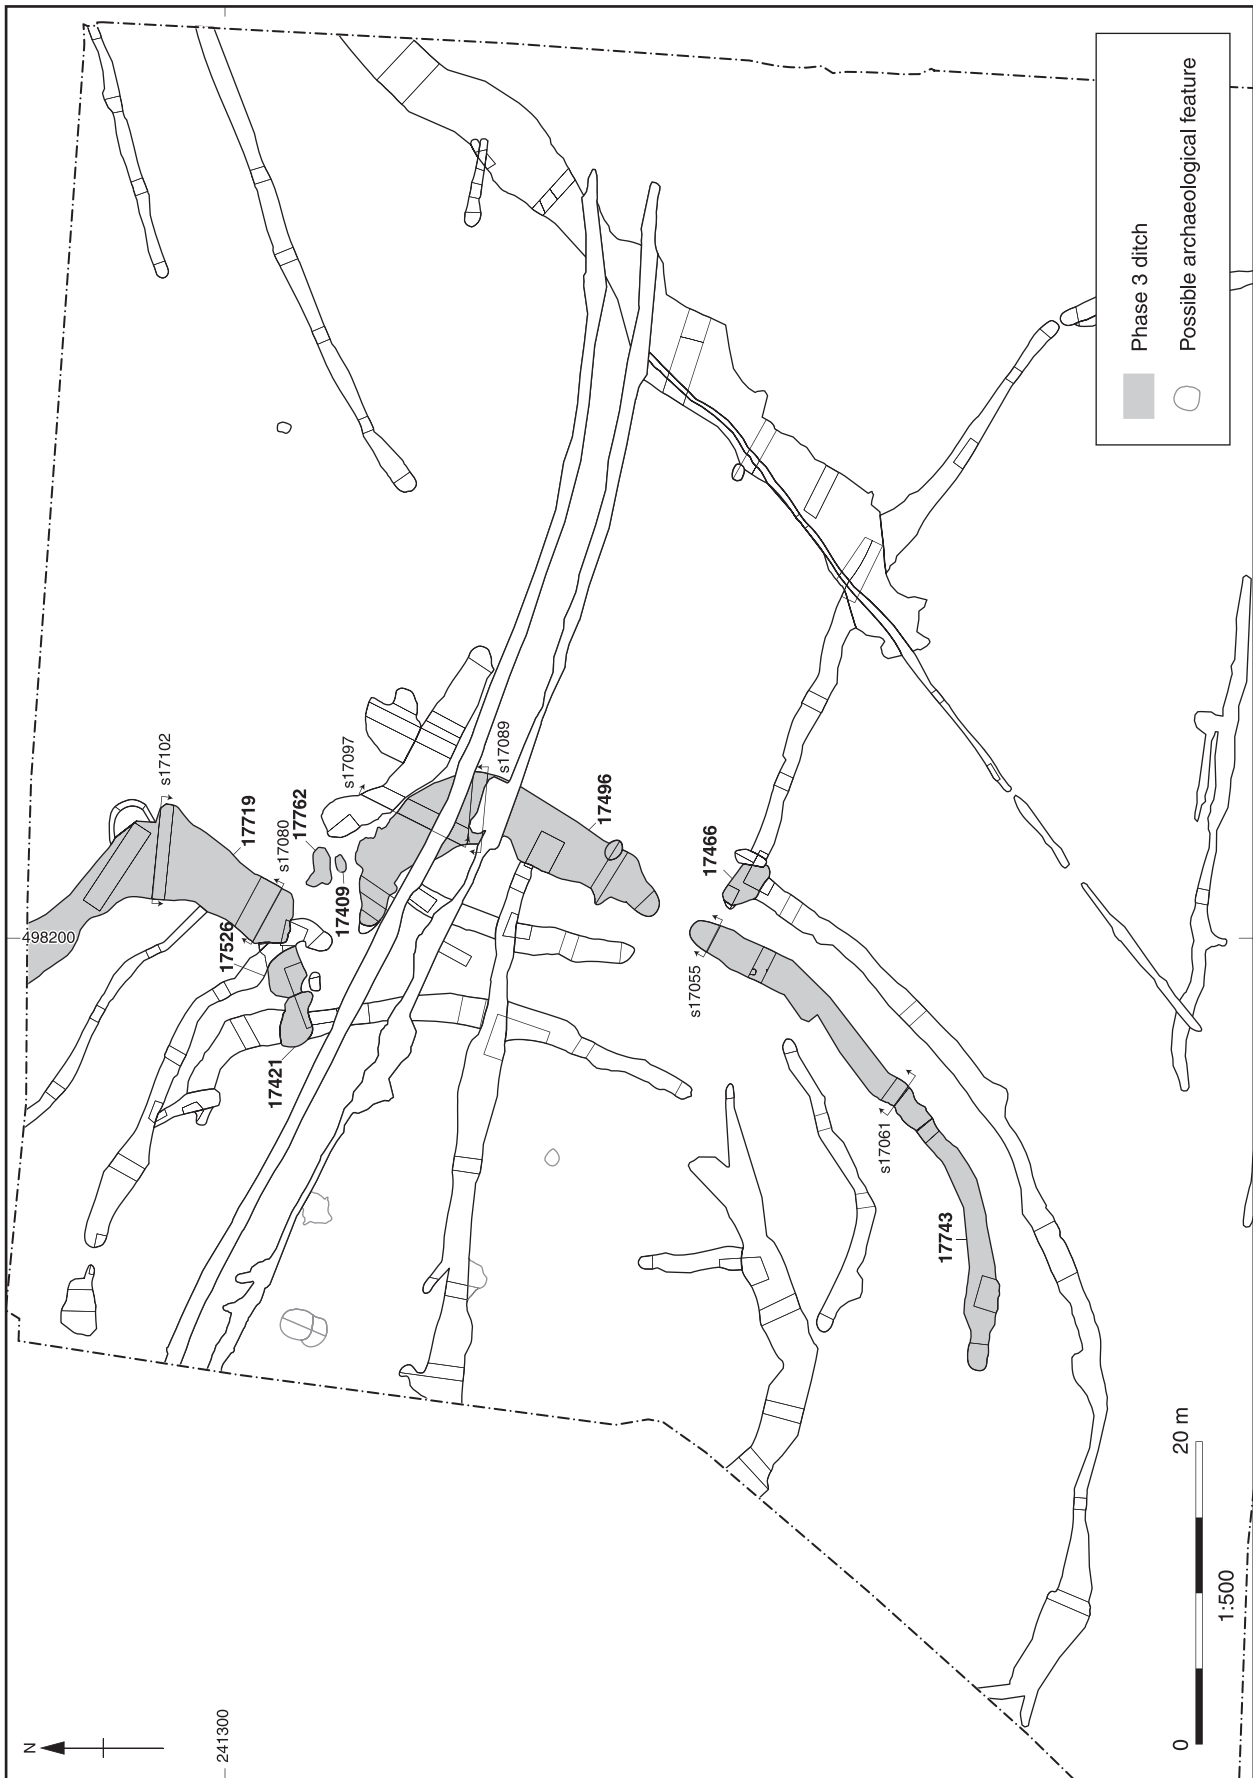 s17102
17719
s17080
17762
s17097
17526
17409
498200
17421
s17089
17496
17466
s17055
s17061
17743
Phase 3 ditch
Possible archaeological feature
N
241300
0
20 m
1:500